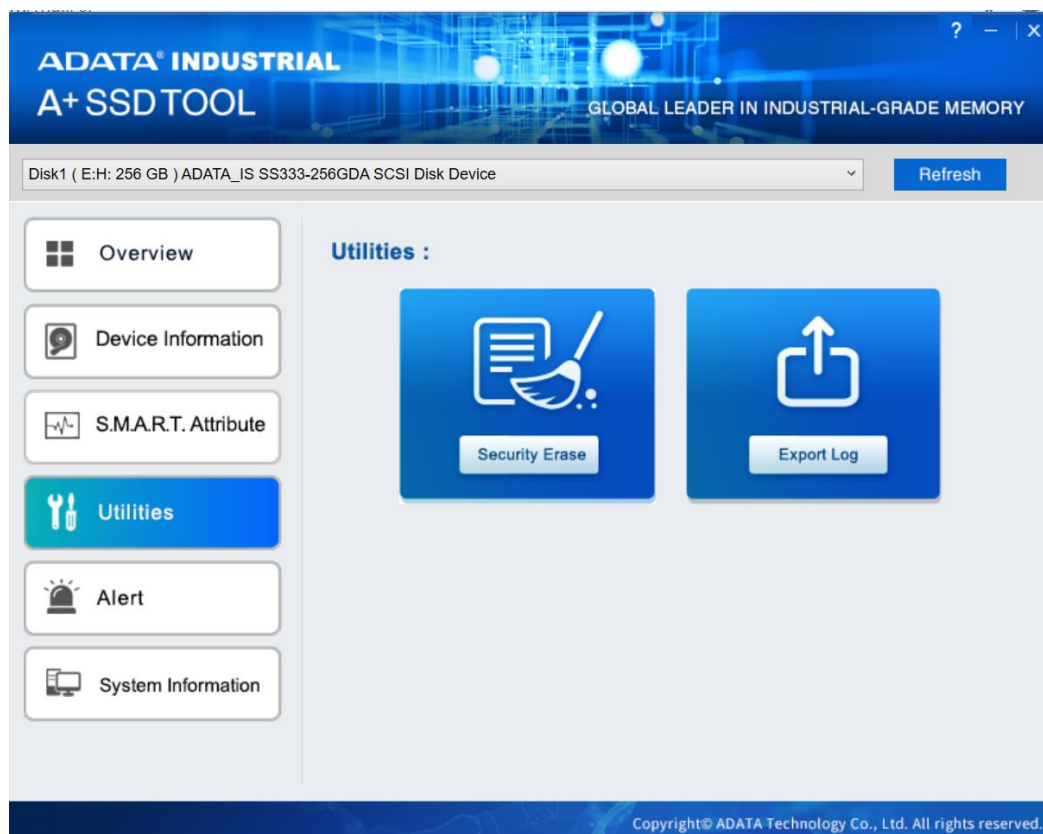 ? – x
ADATA® INDUSTRIAL
A+ SSD TOOL
GLOBAL LEADER IN INDUSTRIAL-GRADE MEMORY
Disk1 ( E:H: 256 GB ) ADATA_IS SS333-256GDA SCSI Disk Device
Refresh
Overview
Utilities :
Device Information
S.M.A.R.T. Attribute
Security Erase
Export Log
Utilities
Alert
System Information
Copyright© ADATA Technology Co., Ltd. All rights reserved.